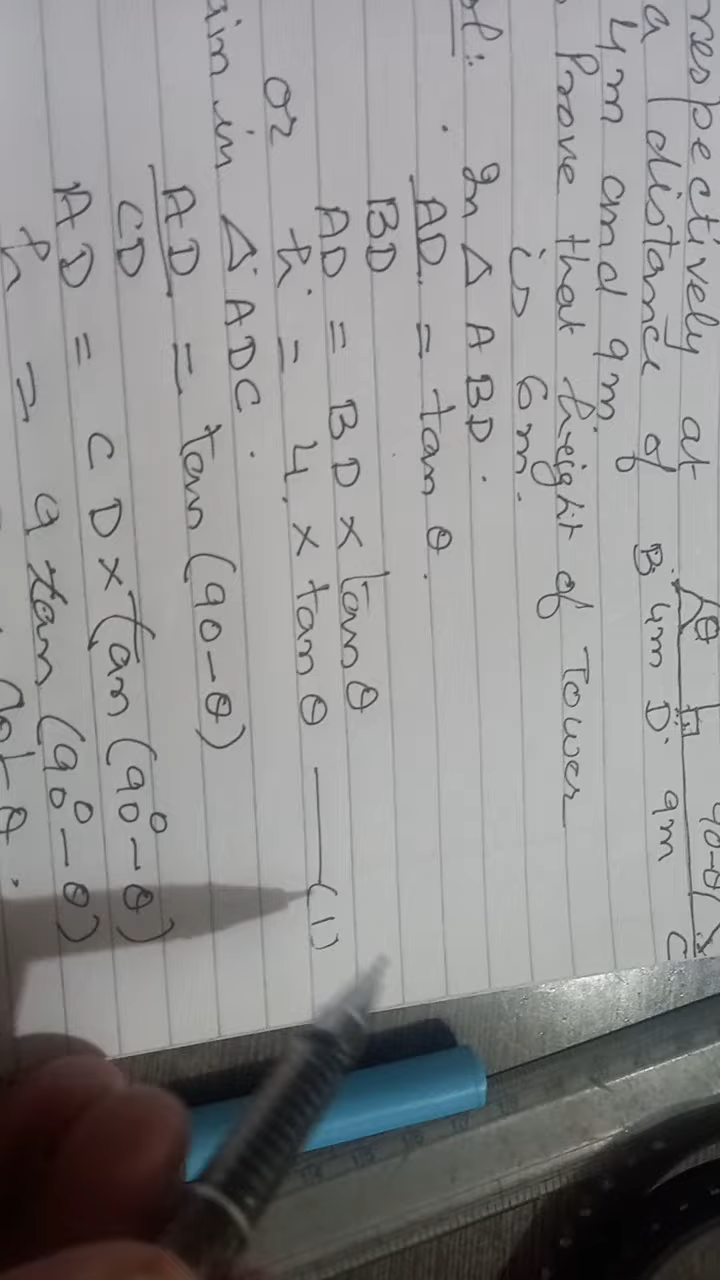 respectively at
a distance of
4m and 9m.
Prove that height of Tower
is 6m.
θ 90-θ
B 4m D 9m C
In Δ ABD.
AD = tan θ.
BD
AD = BD x tan θ
or h = 4 x tan θ —— (1)
in Δ ADC.
AD = tan (90-θ)
CD
AD = CD x tan (90°-θ)
h = 9 tan (90°-θ)